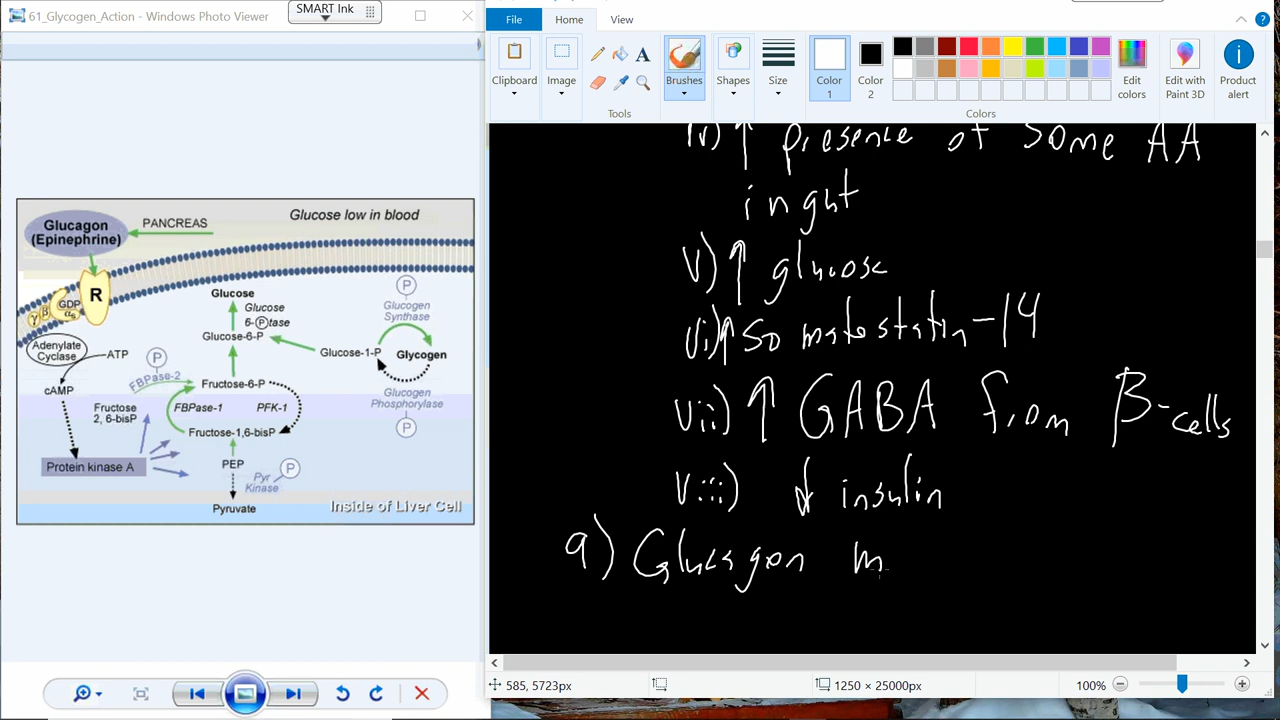 61_Glycogen_Action - Windows Photo Viewer
SMART Ink
File
Home
View
Clipboard
Image
Tools
Brushes
Shapes
Size
Color 1
Color 2
Edit colors
Colors
Edit with Paint 3D
Product alert
Glucagon
(Epinephrine)
PANCREAS
Glucose low in blood
R
GDP
γ β αs
Adenylate
Cyclase
ATP
cAMP
Protein kinase A
P
FBPase-2
Fructose
2, 6-bisP
Glucose
Glucose
6-Ptase
Glucose-6-P
Fructose-6-P
FBPase-1
PFK-1
Fructose-1,6-bisP
PEP
Pyr
Kinase
P
Pyruvate
Glucose-1-P
P
Glucogen
Synthase
Glycogen
Glucogen
Phosphorylase
P
Inside of Liver Cell
iv) ↑ presence of some AA
in gut
v) ↑ glucose
vi) ↑ somatostatin-14
vii) ↑ GABA from β-cells
viii) ↓ insulin
9) Glucagon m
585, 5723px
1250 × 25000px
100%